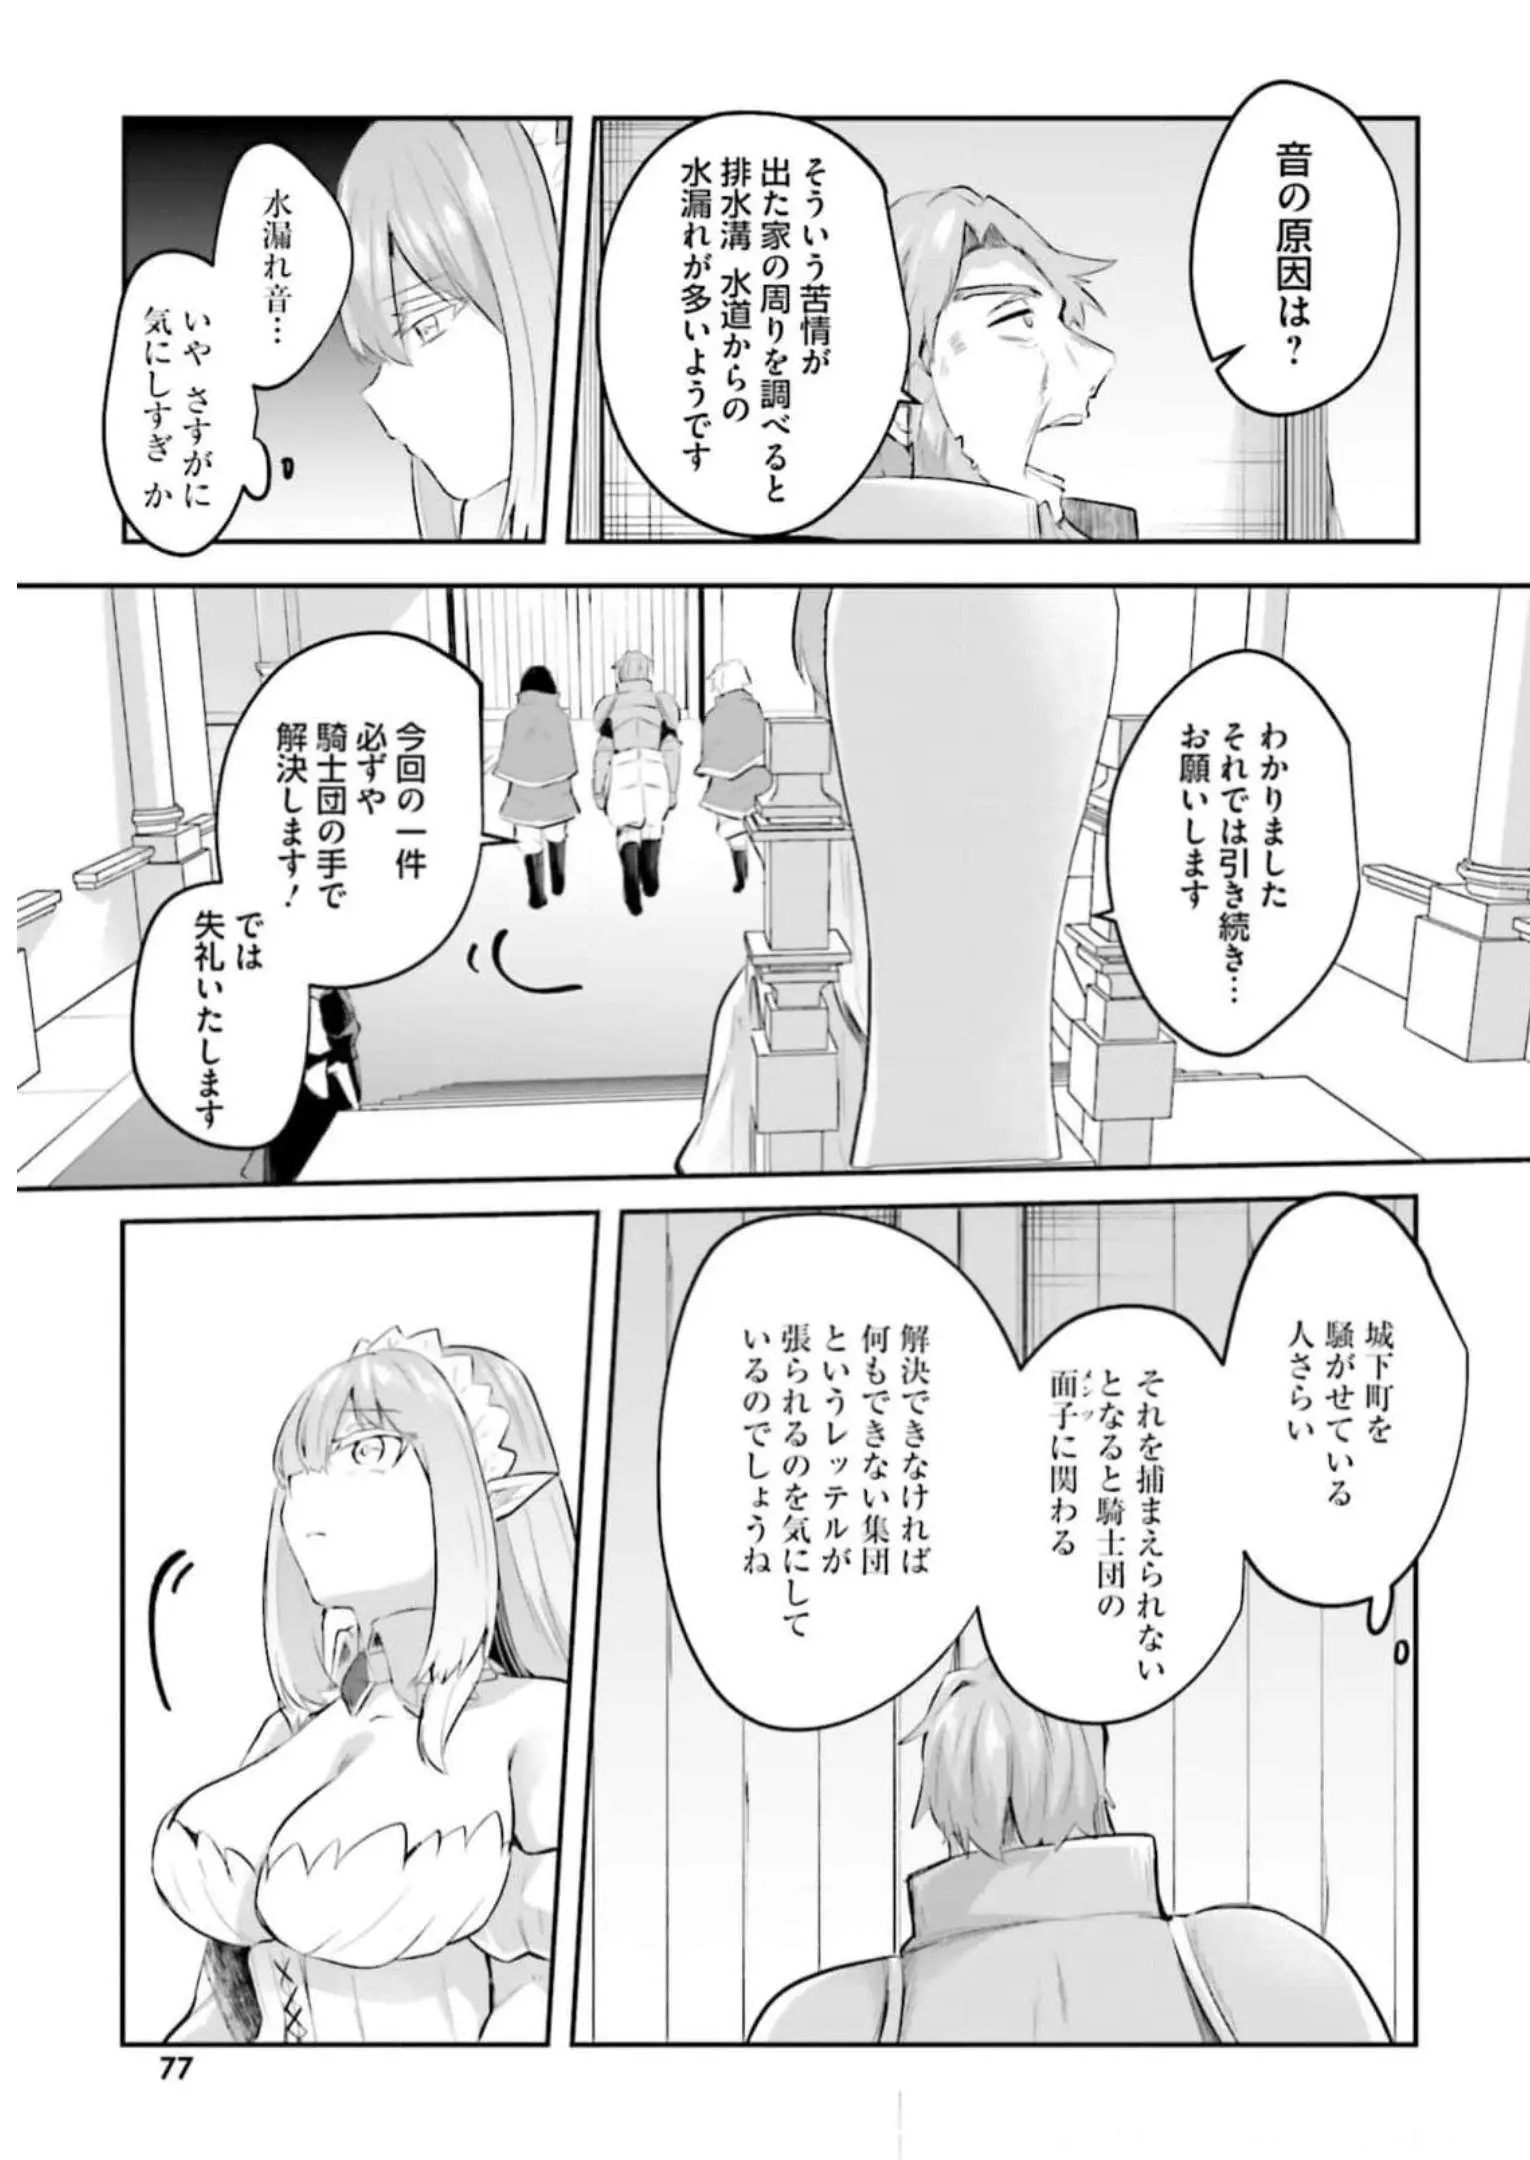 音の原因は?
そういう苦情が
出た家の周りを調べると
排水溝 水道からの
水漏れが多いようです
水漏れ音…
いや さすがに
気にしすぎ か
わかりました
それでは引き続き…
お願いします
今回の一件
必ずや
騎士団の手で
解決します!
では
失礼いたします
城下町を
騒がせている
人さらい
それを捕まえられない
となると騎士団の
面子に関わる
メンツ
解決できなければ
何もできない集団
というレッテルが
張られるのを気にして
いるのでしょうね
77